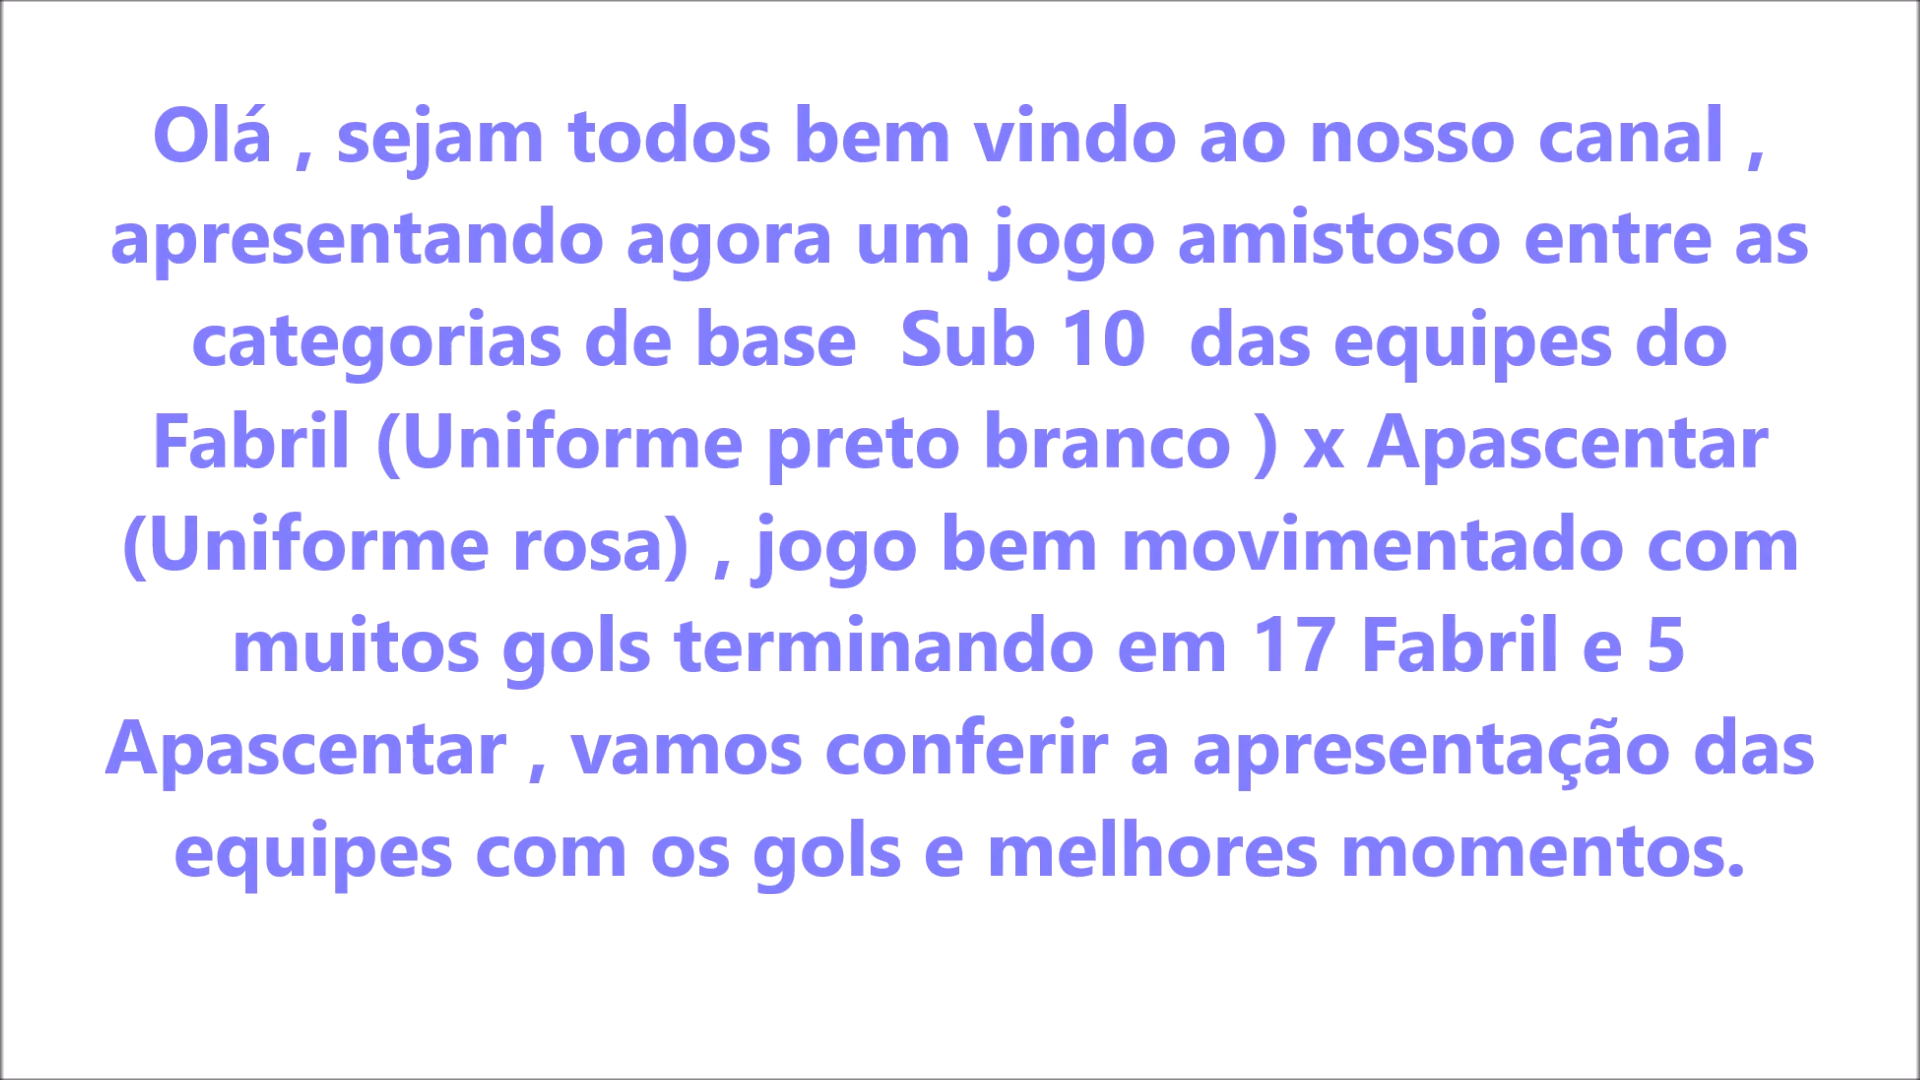 Olá , sejam todos bem vindo ao nosso canal ,
apresentando agora um jogo amistoso entre as
categorias de base  Sub 10  das equipes do
Fabril (Uniforme preto branco ) x Apascentar
(Uniforme rosa) , jogo bem movimentado com
muitos gols terminando em 17 Fabril e 5
Apascentar , vamos conferir a apresentação das
equipes com os gols e melhores momentos.